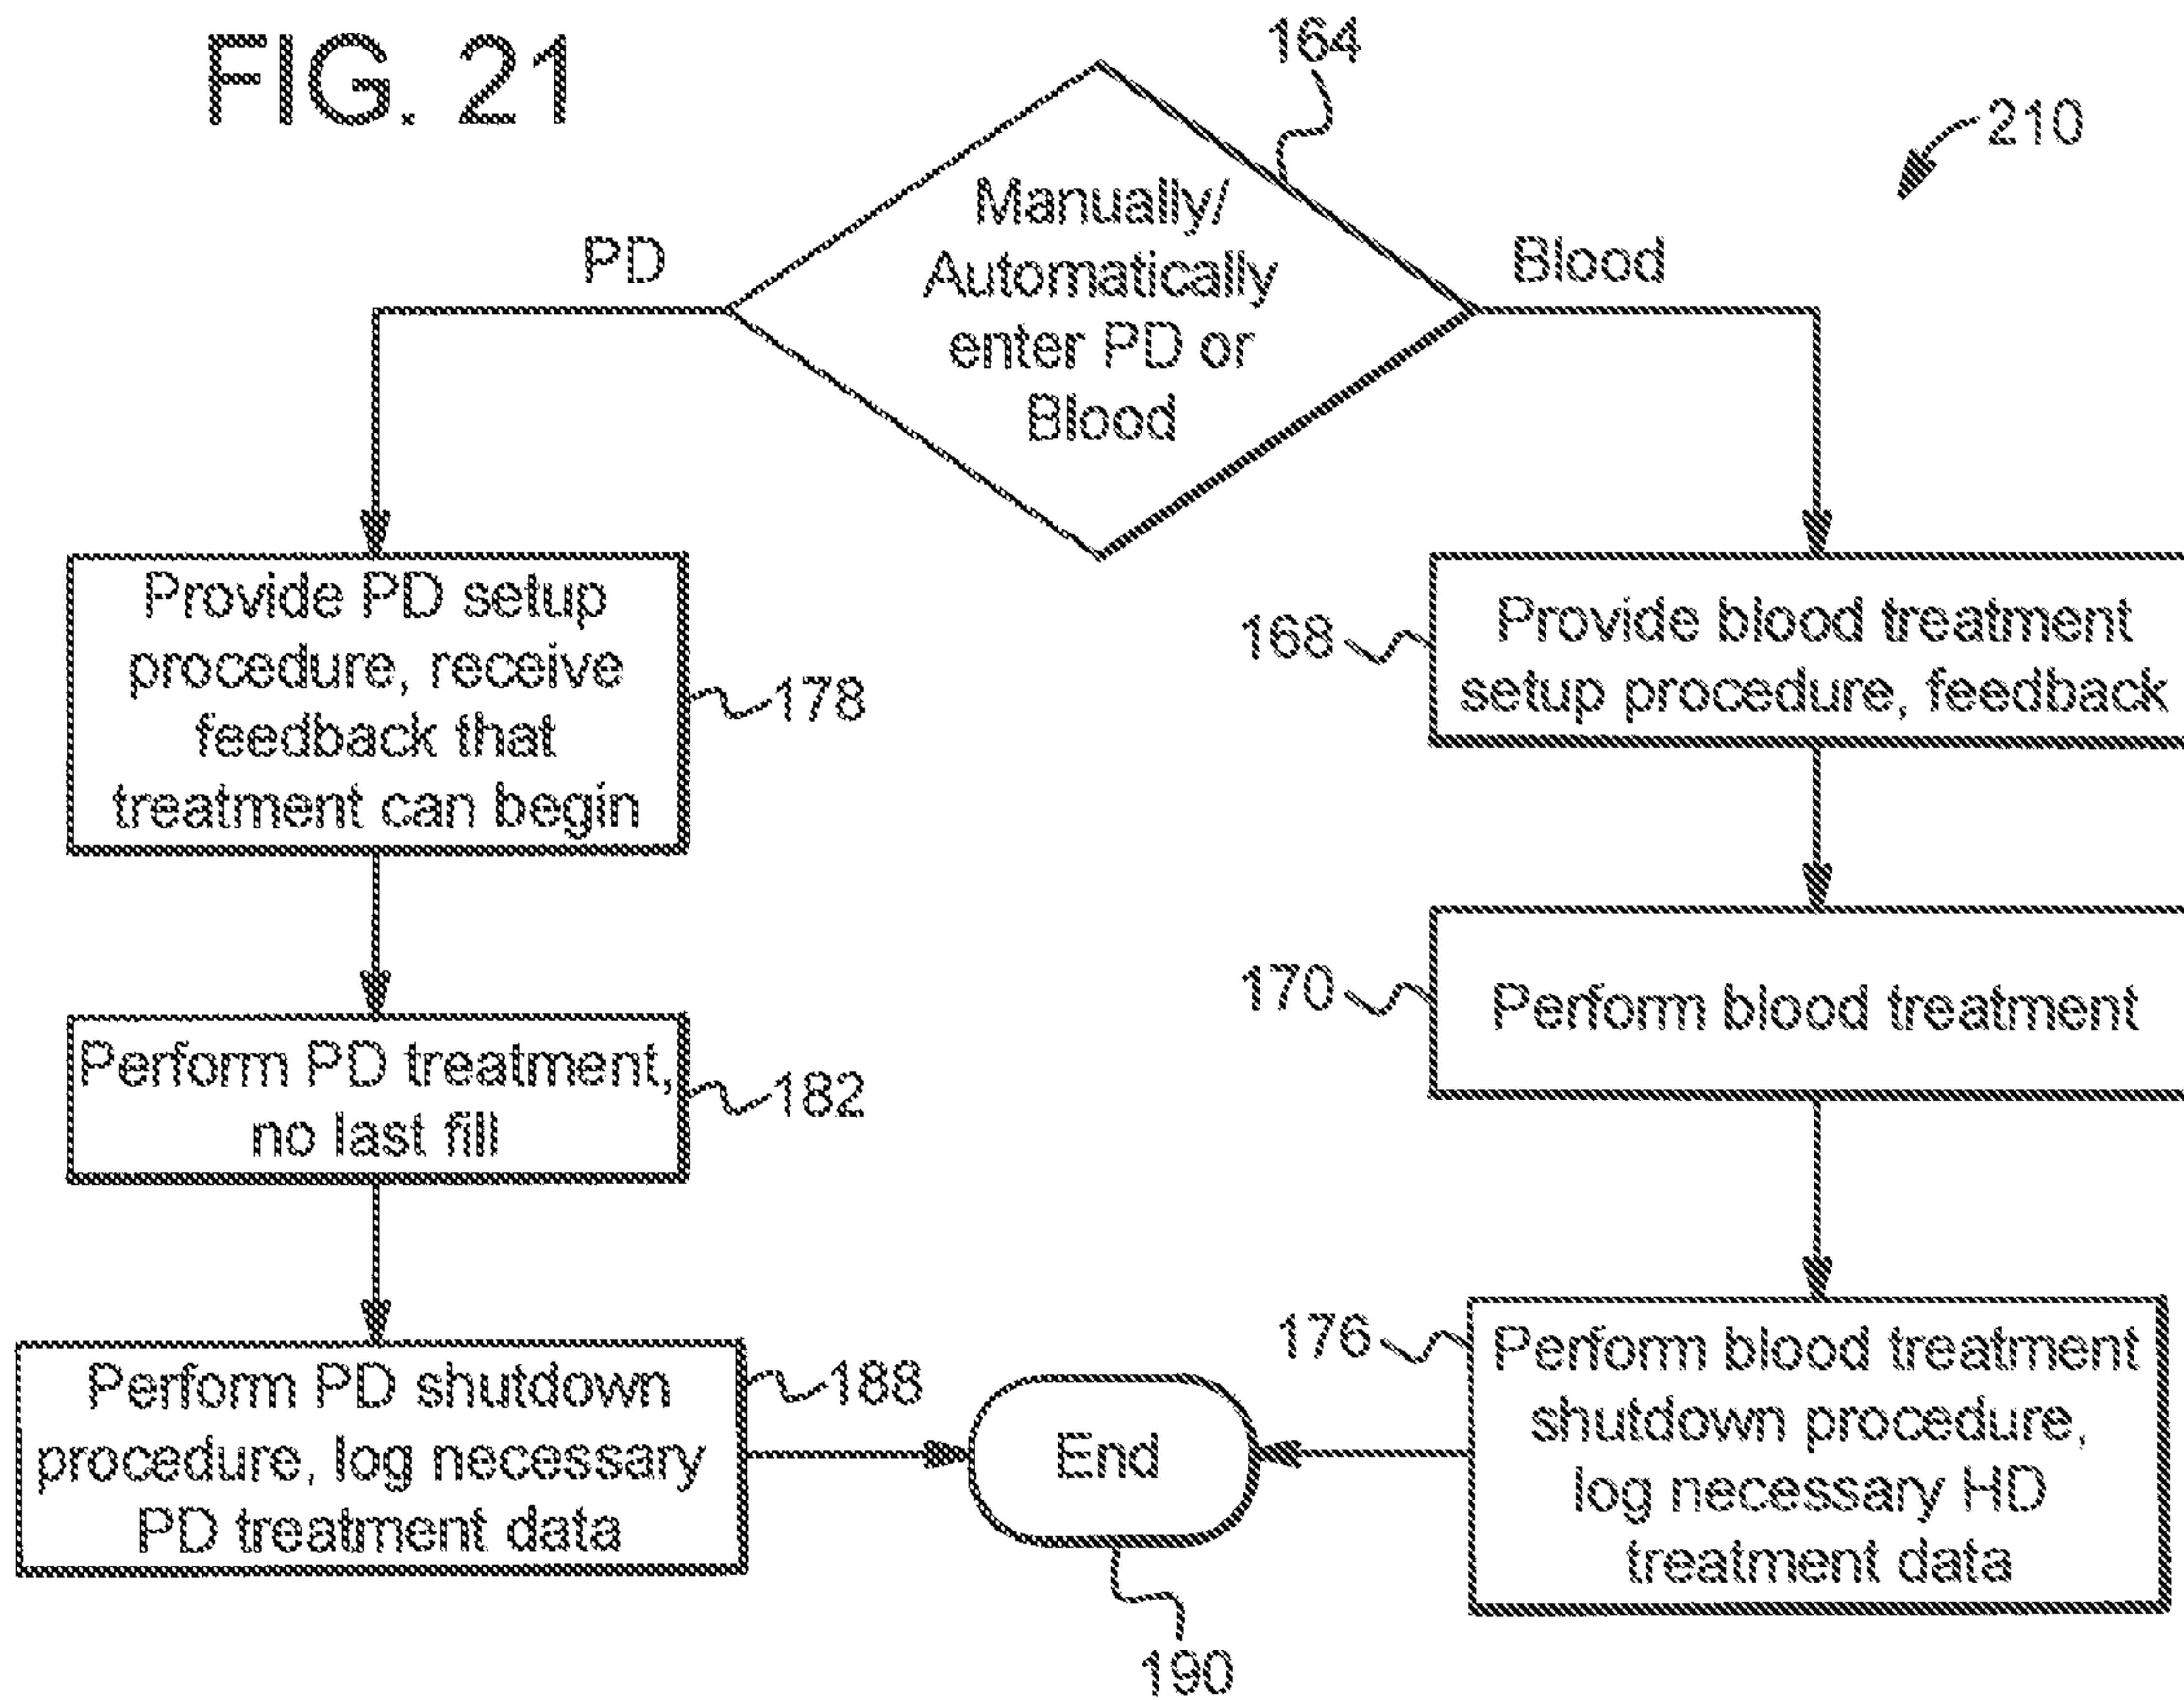 FIG. 21
164
210
Manually/
Automatically
enter PD or
Blood
PD
Blood
Provide PD setup
procedure, receive
feedback that
treatment can begin
178
168
Provide blood treatment
setup procedure, feedback
Perform PD treatment,
no last fill
182
170
Perform blood treatment
Perform PD shutdown
procedure, log necessary
PD treatment data
188
End
190
176
Perform blood treatment
shutdown procedure,
log necessary HD
treatment data